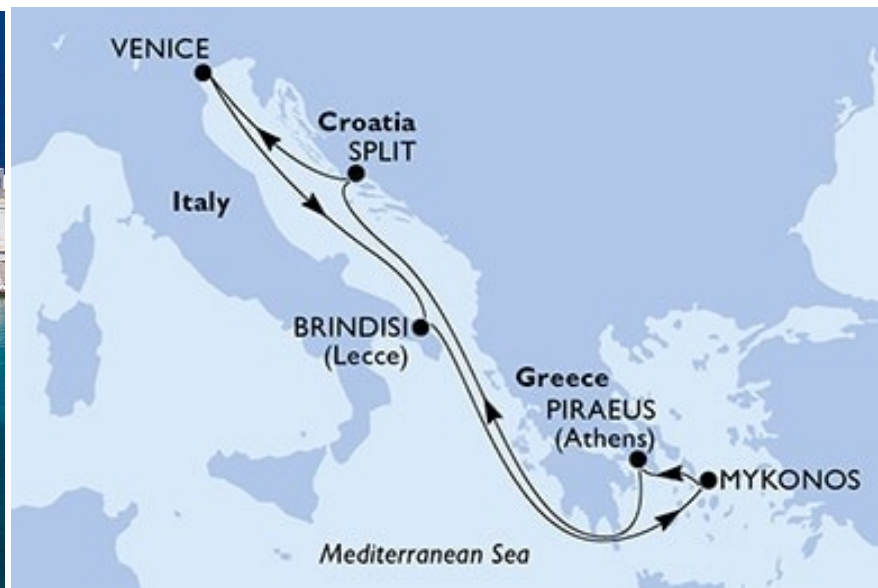 VENICE
Croatia
SPLIT
Italy
BRINDISI
(Lecce)
Greece
PIRAEUS
(Athens)
MYKONOS
Mediterranean Sea